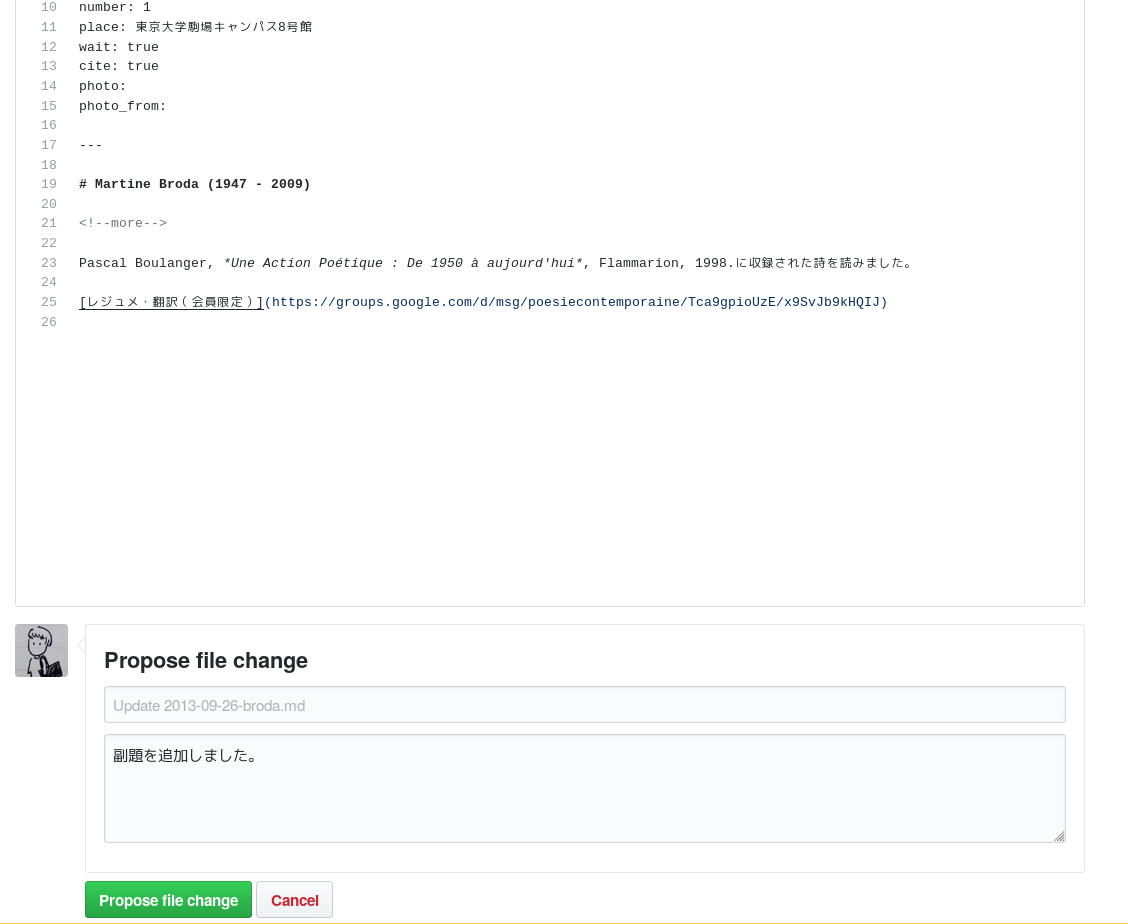 10 number: 1
11 place: 東京大学駒場キャンパス8号館
12 wait: true
13 cite: true
14 photo:
15 photo_from:
16
17 ---
18
19 # Martine Broda (1947 - 2009)
20
21 <!--more-->
22
23 Pascal Boulanger, *Une Action Poétique : De 1950 à aujourd'hui*, Flammarion, 1998.に収録された詩を読みました。
24
25 [レジュメ・翻訳(会員限定)](https://groups.google.com/d/msg/poesiecontemporaine/Tca9gpioUzE/x9SvJb9kHQIJ)
26
Propose file change
Update 2013-09-26-broda.md
副題を追加しました。
Propose file change Cancel